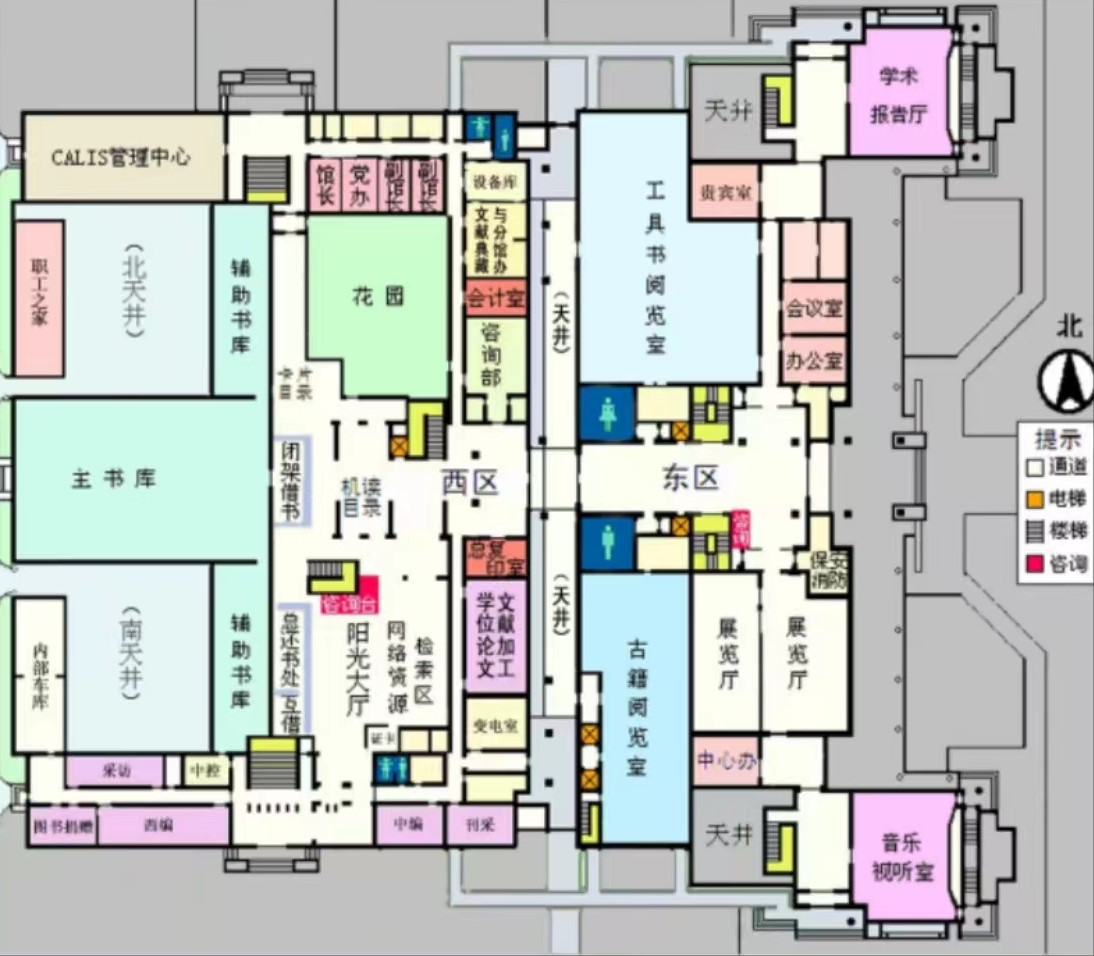 学术
报告厅
天井
CALIS管理中心
馆长
党办
副馆长
副馆长
设备库
文献典藏
与分馆办
贵宾室
工具书阅览室
职工之家
（北天井）
辅助书库
花园
会计室
（天井）
会议室
咨询部
办公室
北
目录
提示
通道
电梯
楼梯
咨询
主书库
闭架借书
机读
目录
西区
东区
咨询
总复
印室
保安
消防
咨询台
学位论文
文献加工
（天井）
内部车库
（南天井）
辅助书库
总还书处
互借
阳光大厅
网络资源
检索区
古籍阅览室
展览厅
展览厅
证卡
变电室
采访
中控
中心办
图书捐赠
西编
中编
刊采
天井
音乐
视听室